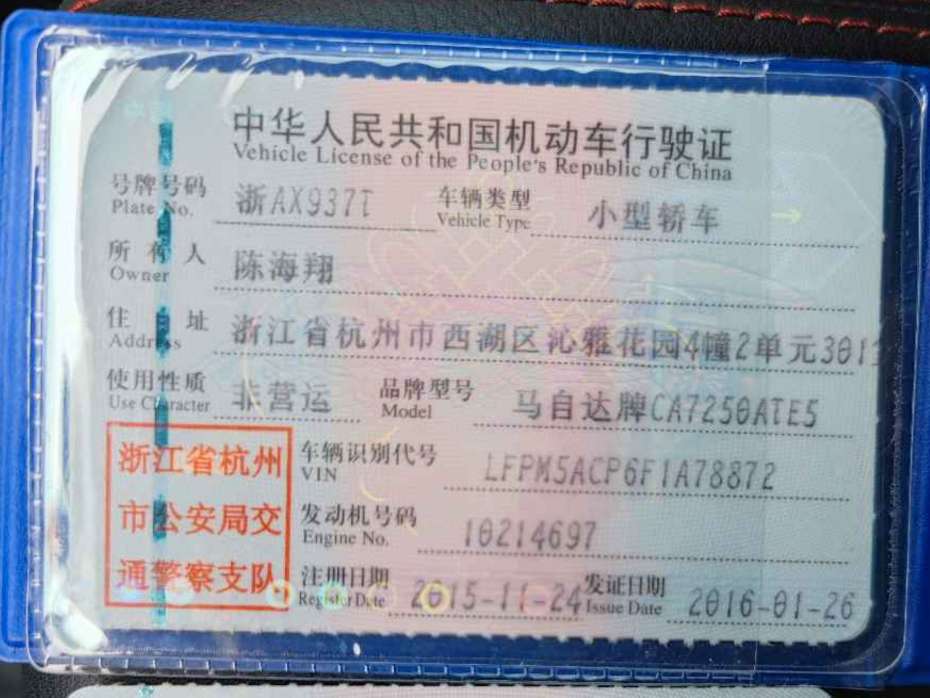 中华人民共和国机动车行驶证
Vehicle License of the People's Republic of China
号牌号码 浙AX937T 车辆类型 小型轿车
Plate No. Vehicle Type
所有人 陈海翔
Owner
住址 浙江省杭州市西湖区沁雅花园4幢2单元301
Address
使用性质 非营运 品牌型号 马自达牌CA7250ATE5
Use Character Model
浙江省杭州 车辆识别代号 LFPM5ACP6F1A78872
VIN
市公安局交 发动机号码 10214697
Engine No.
通警察支队 注册日期 2015-11-24 发证日期 2016-01-26
Register Date Issue Date